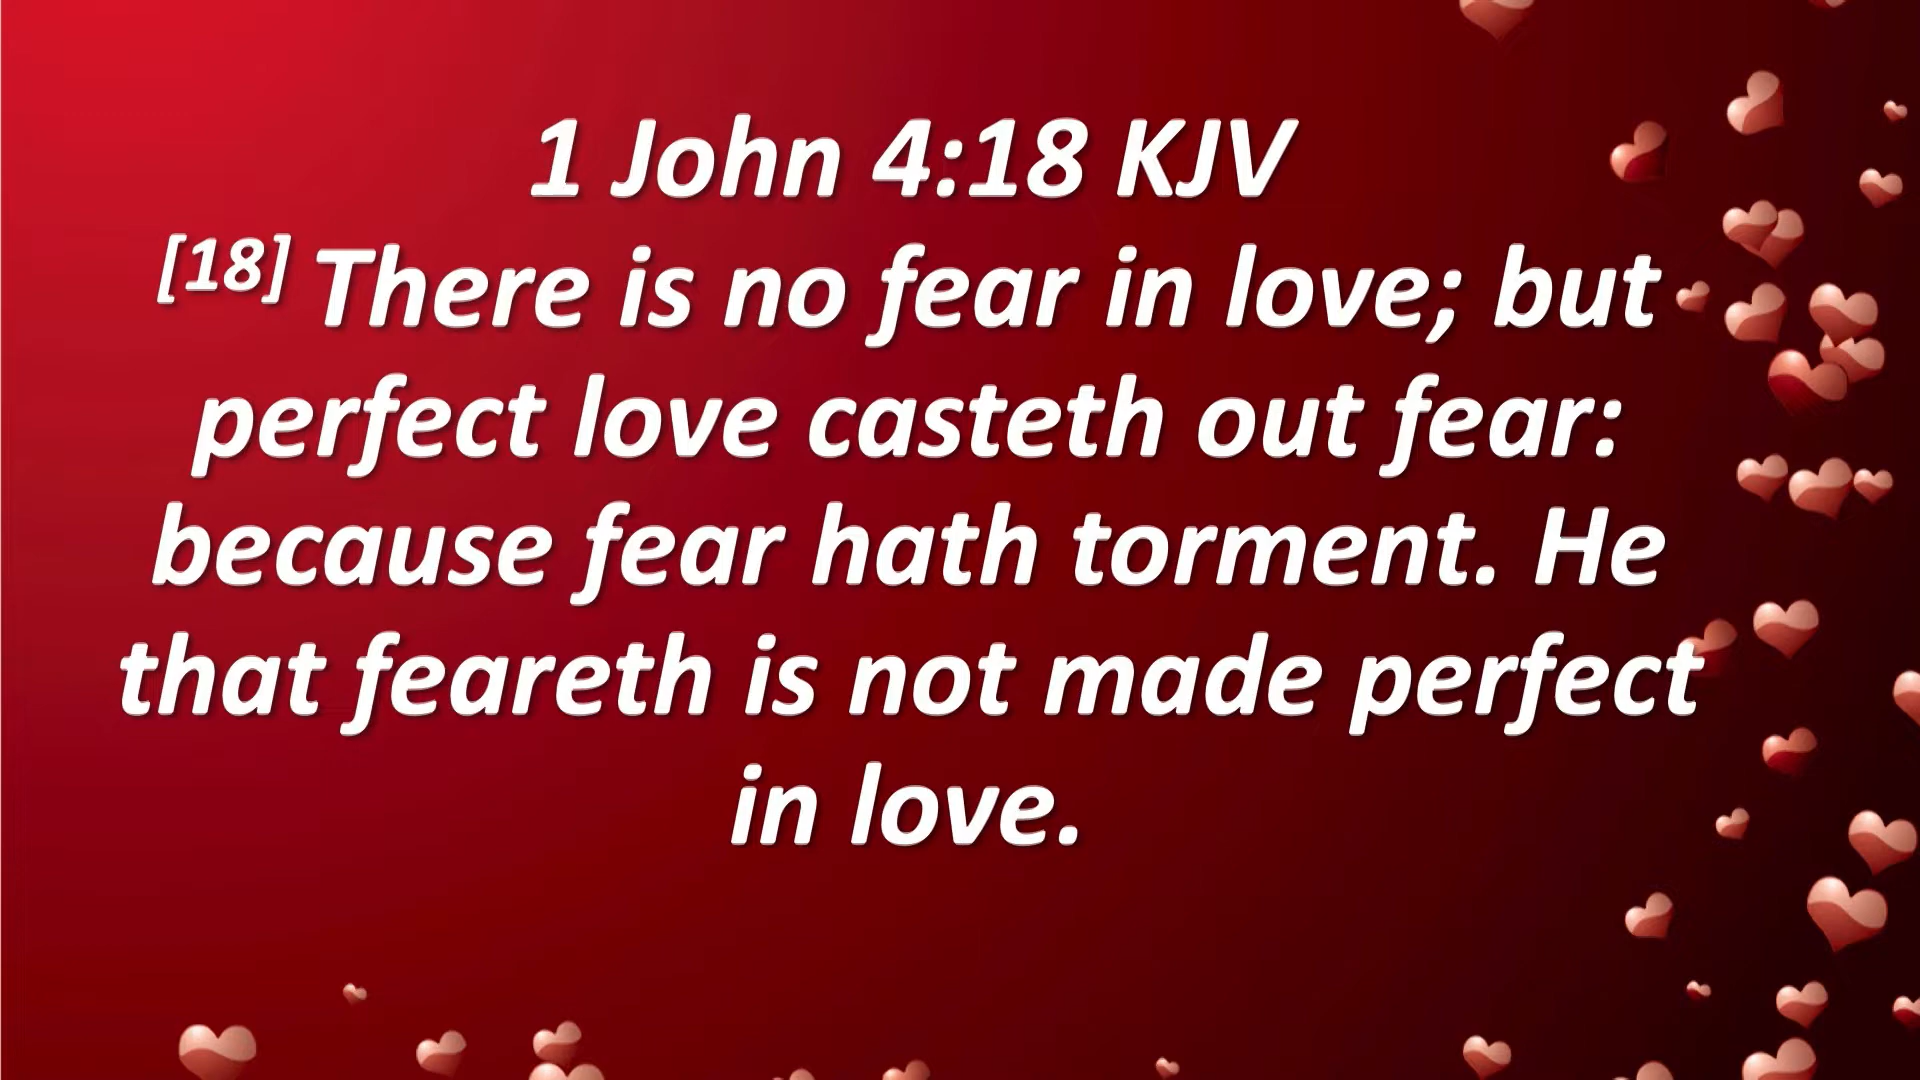 1 John 4:18 KJV
[18] There is no fear in love; but
perfect love casteth out fear:
because fear hath torment. He
that feareth is not made perfect
in love.